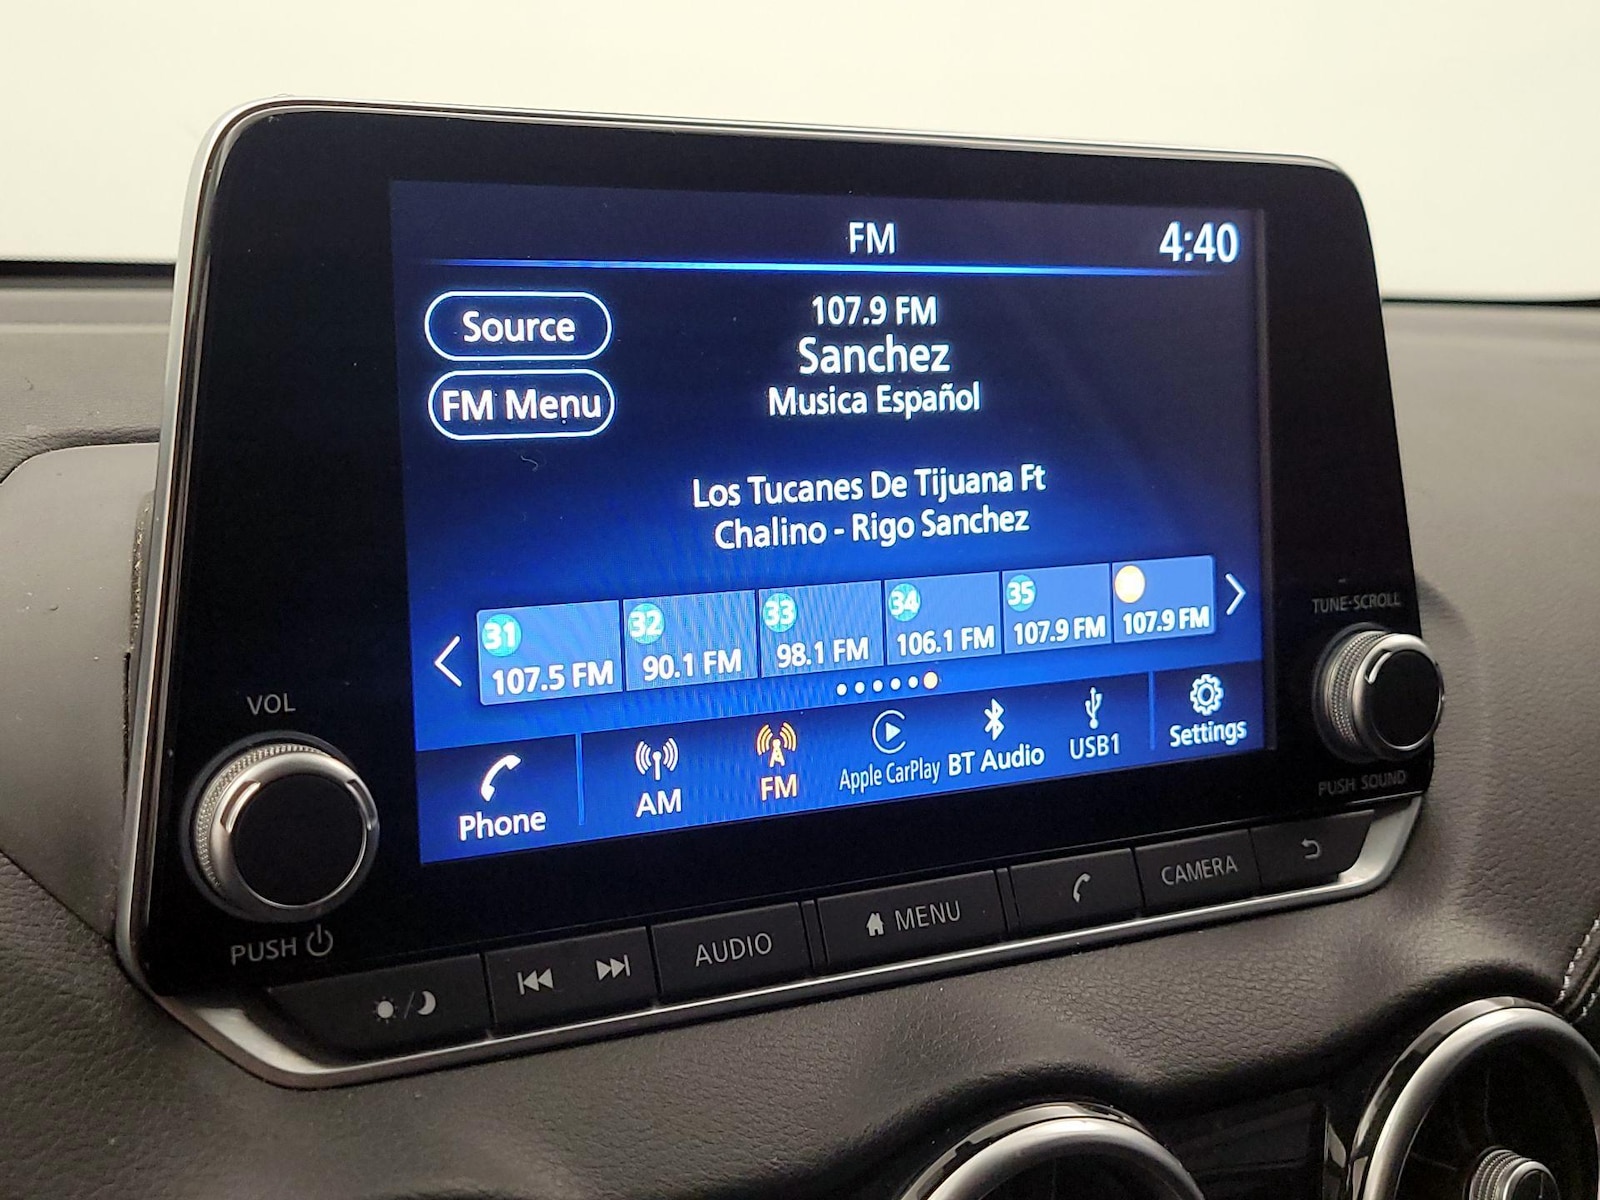 FM
4:40
Source
107.9 FM
Sanchez
FM Menu
Musica Español
Los Tucanes De Tijuana Ft
Chalino - Rigo Sanchez
31
107.5 FM
32
90.1 FM
33
98.1 FM
34
106.1 FM
35
107.9 FM
107.9 FM
Phone
AM
FM
Apple CarPlay
BT Audio
USB1
Settings
VOL
PUSH
TUNE·SCROLL
PUSH SOUND
AUDIO
MENU
CAMERA